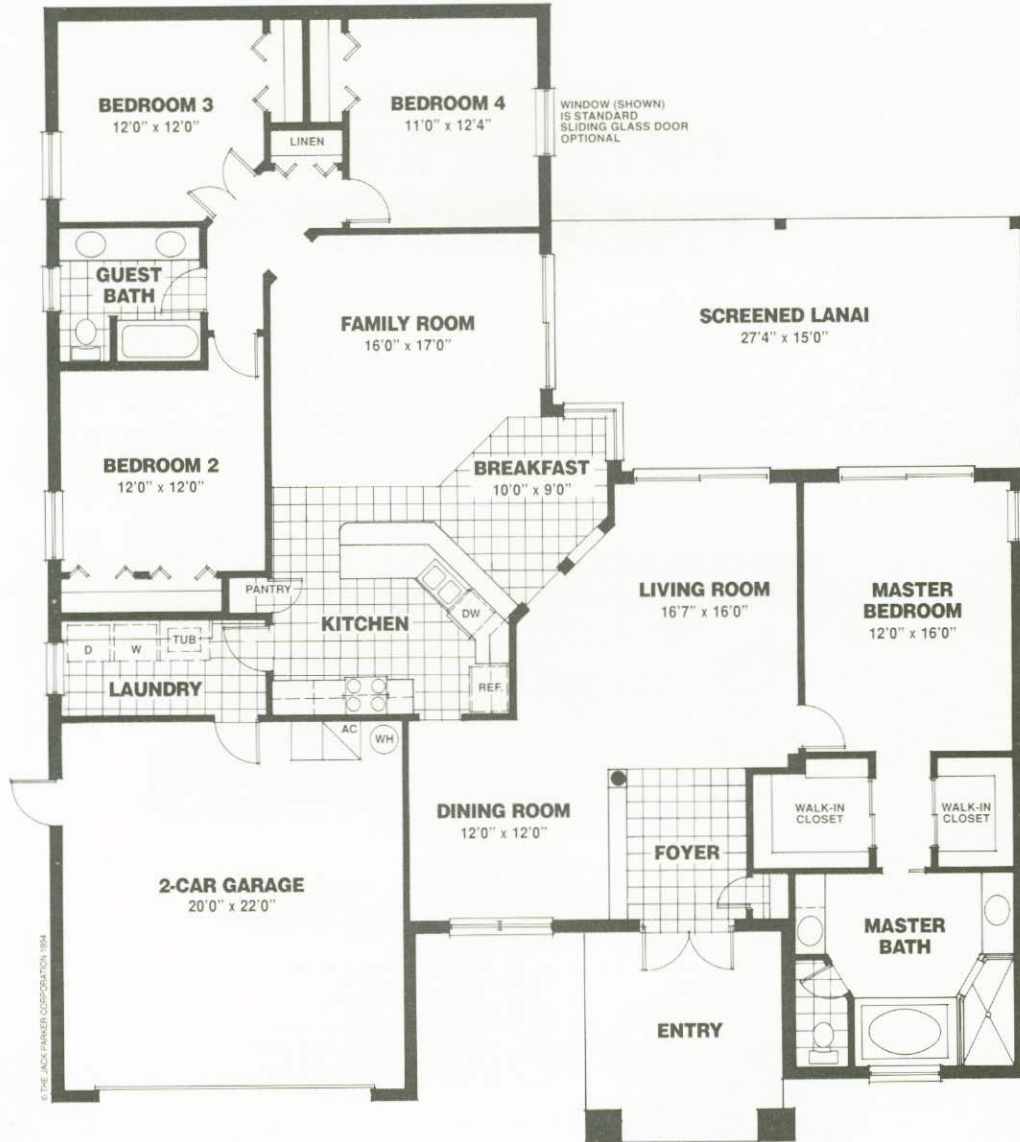 BEDROOM 3
12'0" x 12'0"
BEDROOM 4
11'0" x 12'4"
WINDOW (SHOWN)
IS STANDARD
SLIDING GLASS DOOR
OPTIONAL
LINEN
GUEST
BATH
FAMILY ROOM
16'0" x 17'0"
SCREENED LANAI
27'4" x 15'0"
BEDROOM 2
12'0" x 12'0"
BREAKFAST
10'0" x 9'0"
PANTRY
KITCHEN
DW
REF.
LIVING ROOM
16'7" x 16'0"
MASTER
BEDROOM
12'0" x 16'0"
D
W
TUB
LAUNDRY
AC
WH
DINING ROOM
12'0" x 12'0"
FOYER
WALK-IN
CLOSET
WALK-IN
CLOSET
2-CAR GARAGE
20'0" x 22'0"
MASTER
BATH
ENTRY
© THE JACK PARKER CORPORATION 1994